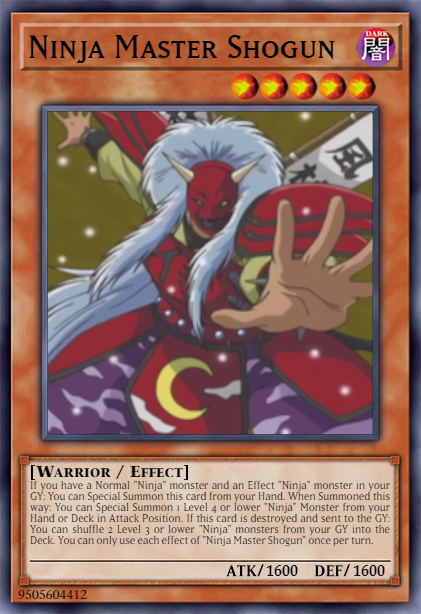 Ninja Master Shogun
DARK
闇
風
[Warrior / Effect]
If you have a Normal "Ninja" monster and an Effect "Ninja" monster in your
GY: You can Special Summon this card from your Hand. When Summoned this
way: You can Special Summon 1 Level 4 or lower "Ninja" Monster from your
Hand or Deck in Attack Position. If this card is destroyed and sent to the GY:
You can shuffle 2 Level 3 or lower "Ninja" monsters from your GY into the
Deck. You can only use each effect of "Ninja Master Shogun" once per turn.
ATK/1600 DEF/1600
9505604412